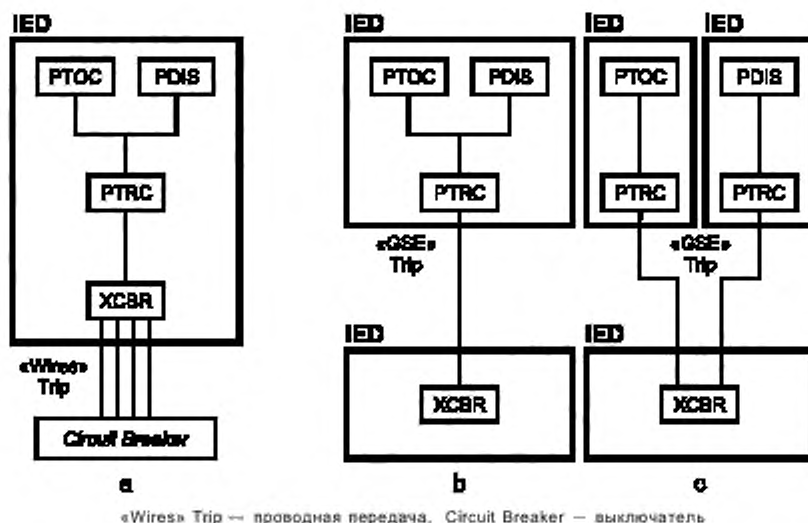 IED
PTOC PDIS
PTRC
XCBR
«Wires»
Trip
Circuit Breaker
a
IED
PTOC PDIS
PTRC
«GSE»
Trip
IED
XCBR
b
IED IED
PTOC PDIS
PTRC PTRC
«GSE»
Trip
IED
XCBR
c
«Wires» Trip — проводная передача, Circuit Breaker — выключатель